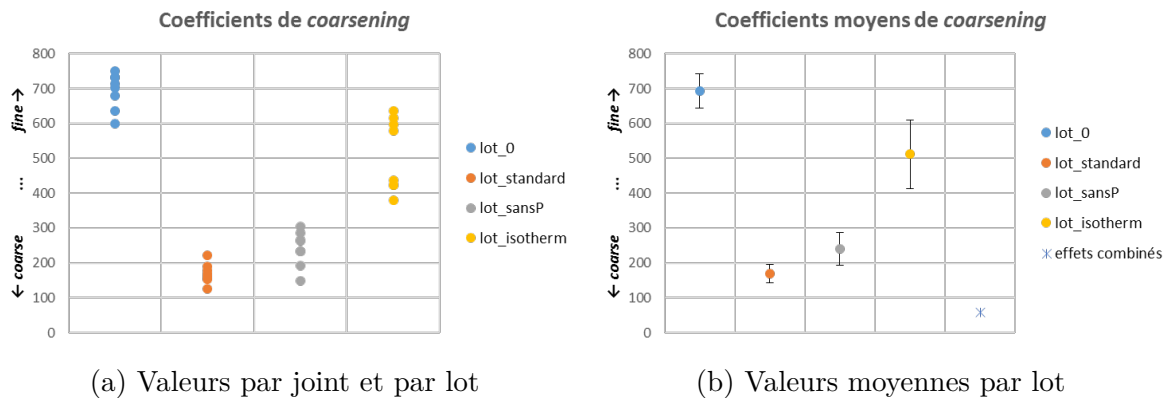 Coefficients de coarsening
800
700
600
500
400
300
200
100
0
← coarse ... fine →
lot_0
lot_standard
lot_sansP
lot_isotherm
(a) Valeurs par joint et par lot
Coefficients moyens de coarsening
800
700
600
500
400
300
200
100
0
← coarse ... fine →
lot_0
lot_standard
lot_sansP
lot_isotherm
effets combinés
(b) Valeurs moyennes par lot